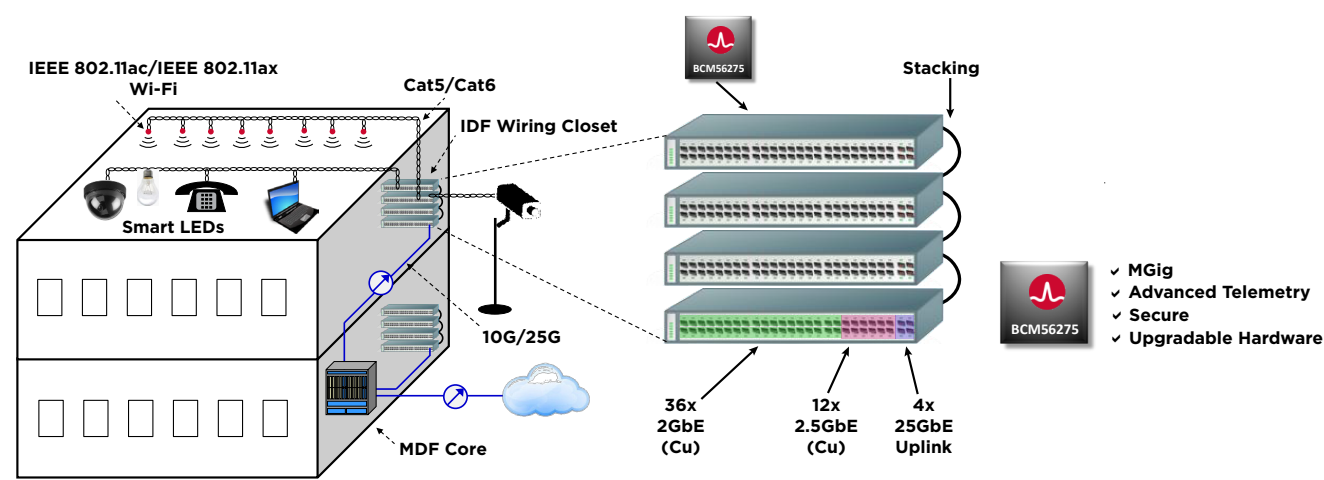 IEEE 802.11ac/IEEE 802.11ax
Wi-Fi
Cat5/Cat6
IDF Wiring Closet
Smart LEDs
10G/25G
MDF Core
BCM56275
Stacking
36x
2GbE
(Cu)
12x
2.5GbE
(Cu)
4x
25GbE
Uplink
BCM56275
MGig
Advanced Telemetry
Secure
Upgradable Hardware